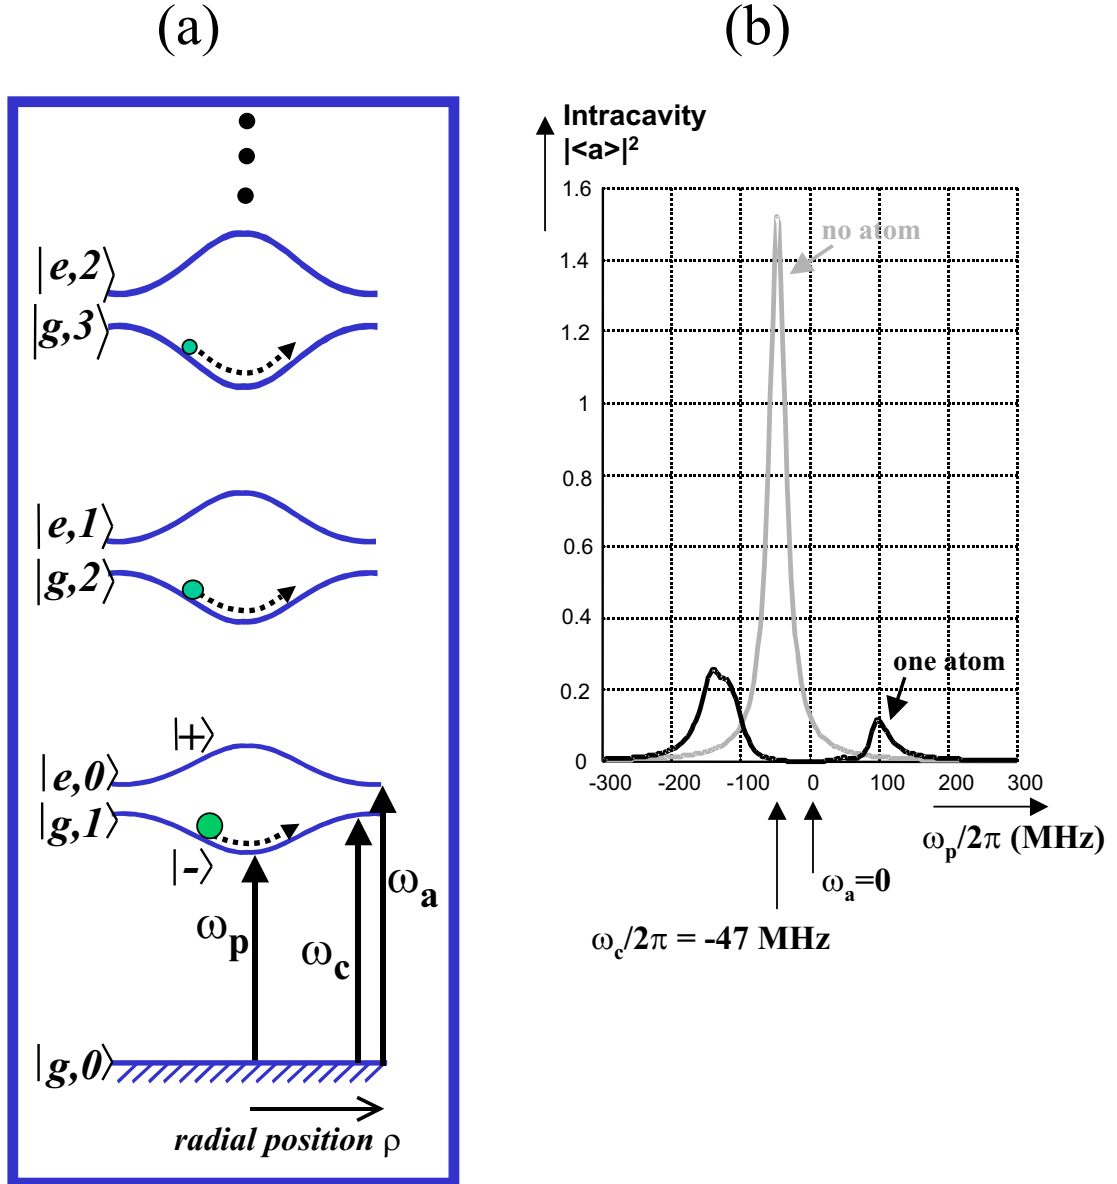 (a)
(b)
|e,2⟩
|g,3⟩
|e,1⟩
|g,2⟩
|+⟩
|e,0⟩
|g,1⟩
|-⟩
ωp
ωc
ωa
|g,0⟩
radial position ρ
Intracavity
|<a>|²
1.6
1.4
1.2
1
0.8
0.6
0.4
0.2
0
no atom
one atom
-300 -200 -100 0 100 200 300
ωp/2π (MHz)
ωa=0
ωc/2π = -47 MHz